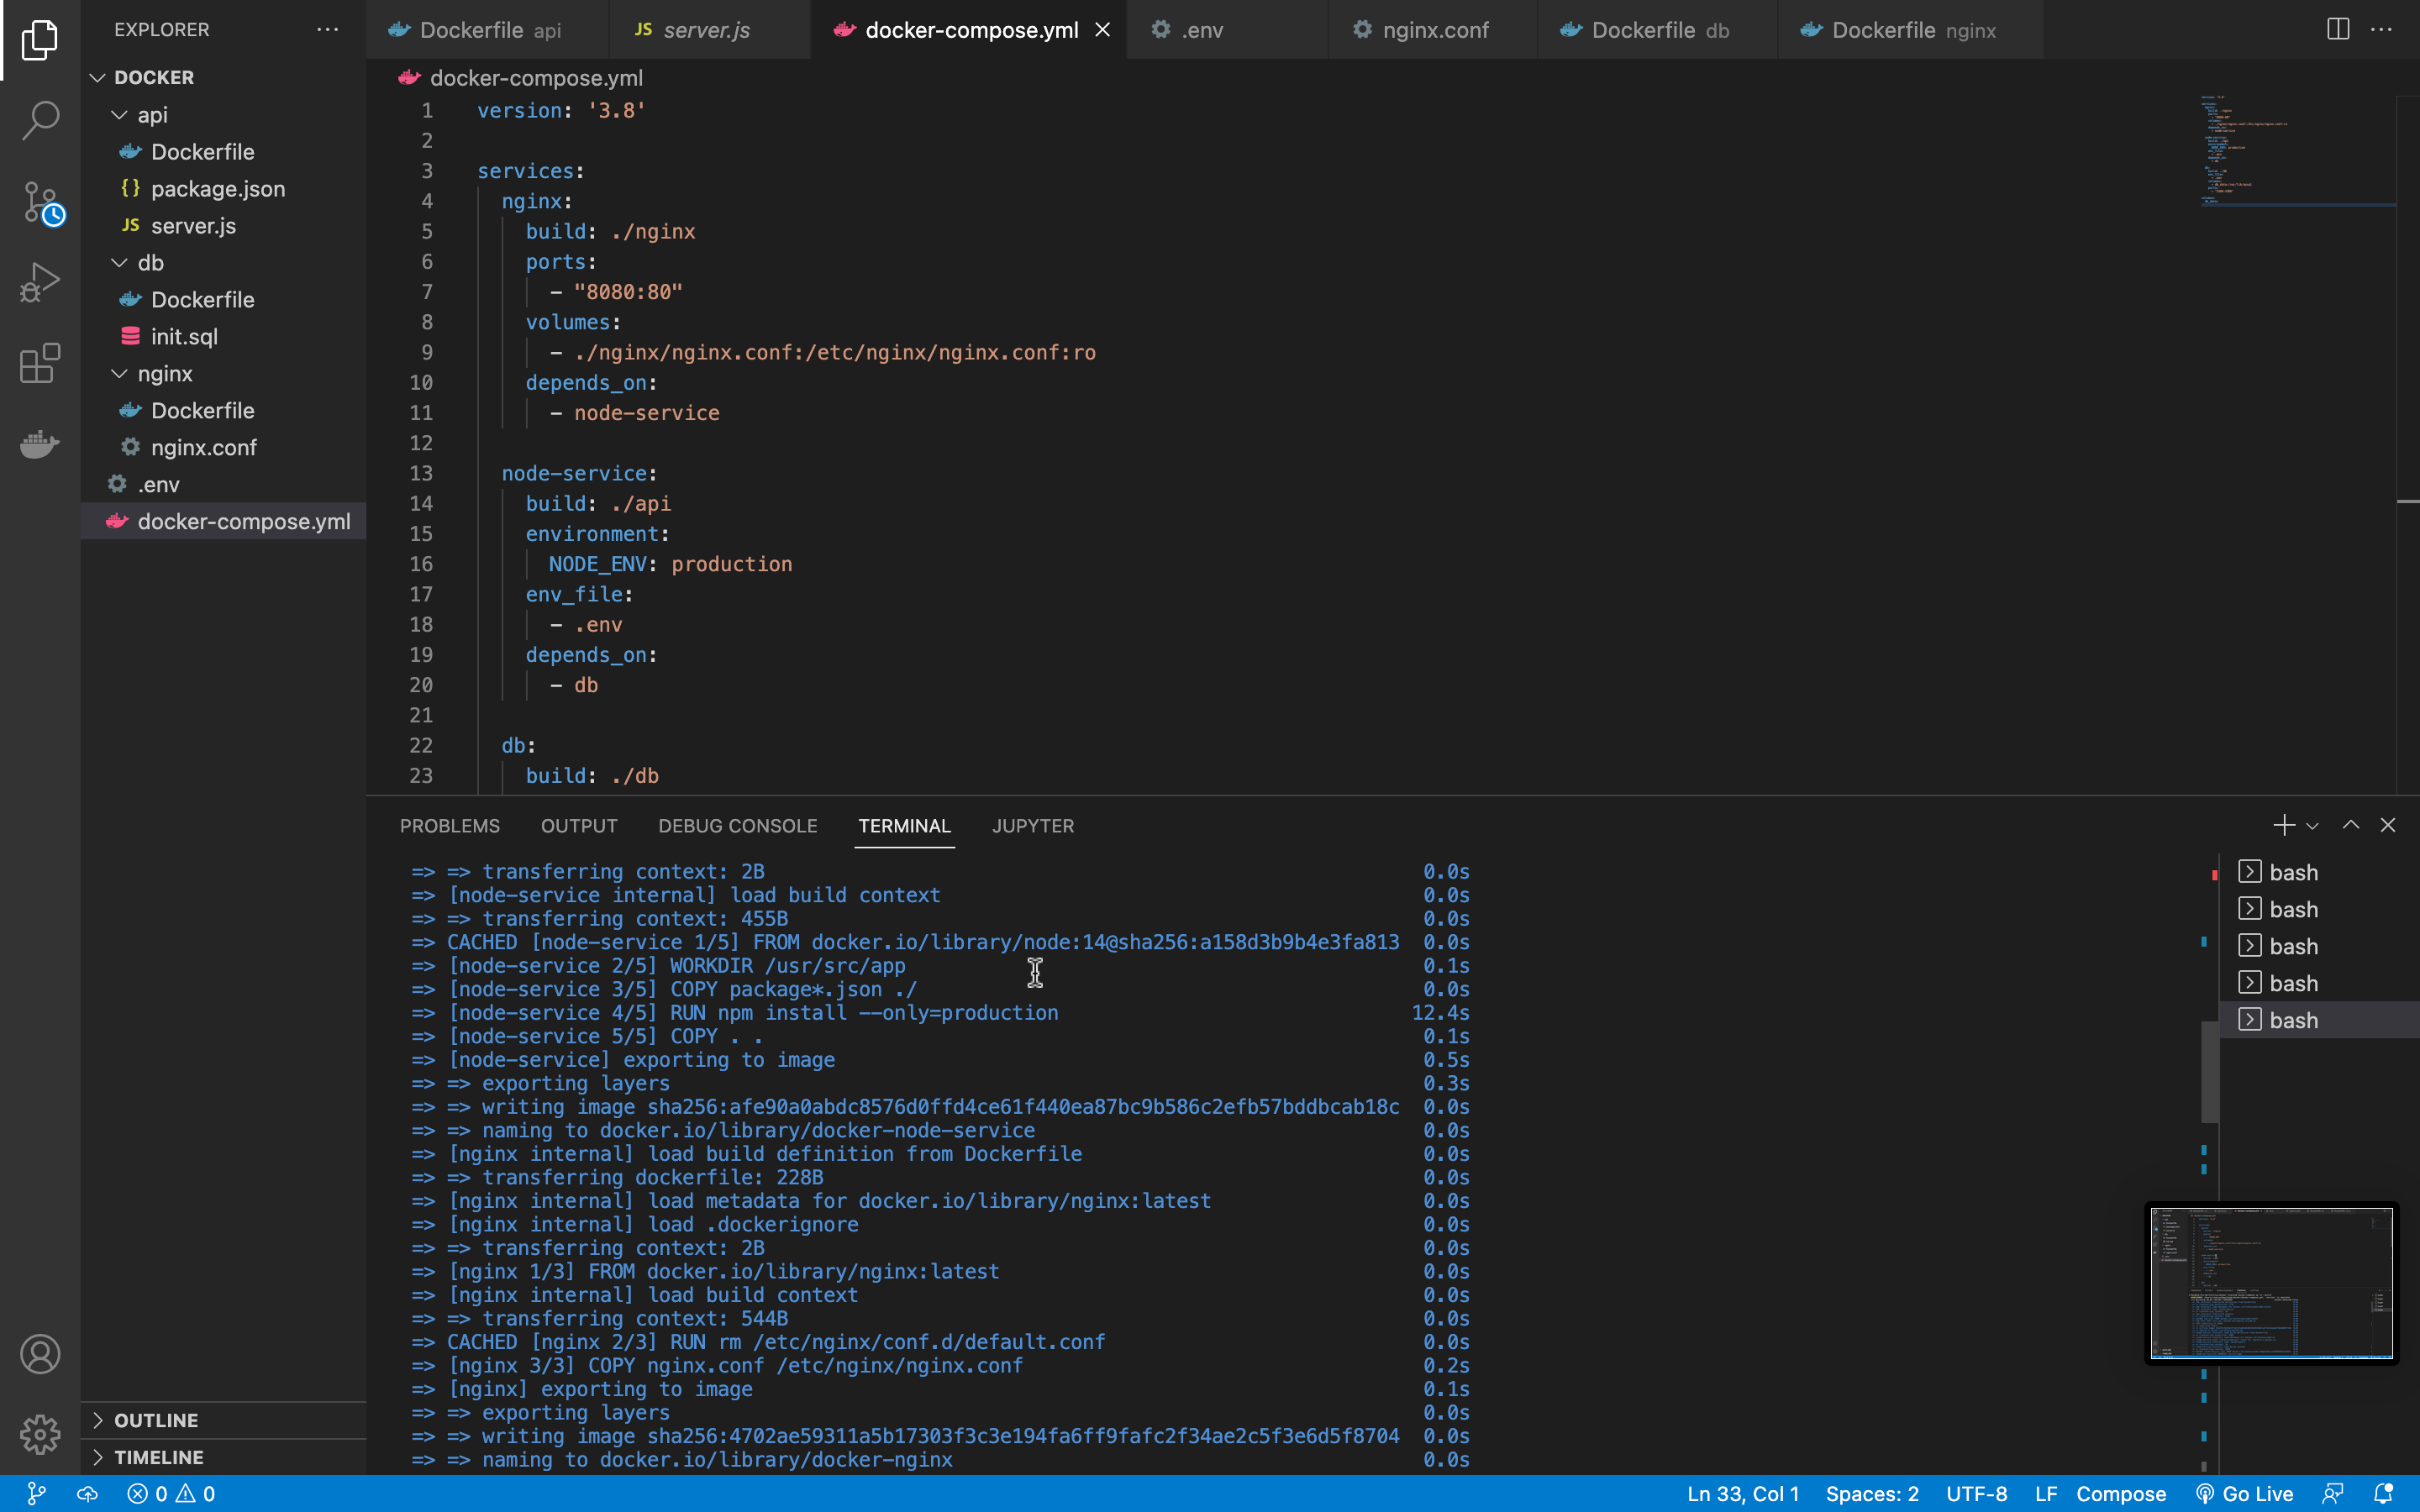 EXPLORER
DOCKER
api
Dockerfile
package.json
server.js
db
Dockerfile
init.sql
nginx
Dockerfile
nginx.conf
.env
docker-compose.yml
OUTLINE
TIMELINE
Dockerfile api
JS server.js
docker-compose.yml
.env
nginx.conf
Dockerfile db
Dockerfile nginx
docker-compose.yml
1 version: '3.8'
2
3 services:
4 nginx:
5 build: ./nginx
6 ports:
7 - "8080:80"
8 volumes:
9 - ./nginx/nginx.conf:/etc/nginx/nginx.conf:ro
10 depends_on:
11 - node-service
12
13 node-service:
14 build: ./api
15 environment:
16 NODE_ENV: production
17 env_file:
18 - .env
19 depends_on:
20 - db
21
22 db:
23 build: ./db
PROBLEMS OUTPUT DEBUG CONSOLE TERMINAL JUPYTER
=> => transferring context: 2B 0.0s
=> [node-service internal] load build context 0.0s
=> => transferring context: 455B 0.0s
=> CACHED [node-service 1/5] FROM docker.io/library/node:14@sha256:a158d3b9b4e3fa813 0.0s
=> [node-service 2/5] WORKDIR /usr/src/app 0.1s
=> [node-service 3/5] COPY package*.json ./ 0.0s
=> [node-service 4/5] RUN npm install --only=production 12.4s
=> [node-service 5/5] COPY . . 0.1s
=> [node-service] exporting to image 0.5s
=> => exporting layers 0.3s
=> => writing image sha256:afe90a0abdc8576d0ffd4ce61f440ea87bc9b586c2efb57bddbcab18c 0.0s
=> => naming to docker.io/library/docker-node-service 0.0s
=> [nginx internal] load build definition from Dockerfile 0.0s
=> => transferring dockerfile: 228B 0.0s
=> [nginx internal] load metadata for docker.io/library/nginx:latest 0.0s
=> [nginx internal] load .dockerignore 0.0s
=> => transferring context: 2B 0.0s
=> [nginx 1/3] FROM docker.io/library/nginx:latest 0.0s
=> [nginx internal] load build context 0.0s
=> => transferring context: 544B 0.0s
=> CACHED [nginx 2/3] RUN rm /etc/nginx/conf.d/default.conf 0.0s
=> [nginx 3/3] COPY nginx.conf /etc/nginx/nginx.conf 0.2s
=> [nginx] exporting to image 0.1s
=> => exporting layers 0.0s
=> => writing image sha256:4702ae59311a5b17303f3c3e194fa6ff9fafc2f34ae2c5f3e6d5f8704 0.0s
=> => naming to docker.io/library/docker-nginx 0.0s
bash
bash
bash
bash
bash
0 0
Ln 33, Col 1 Spaces: 2 UTF-8 LF Compose Go Live